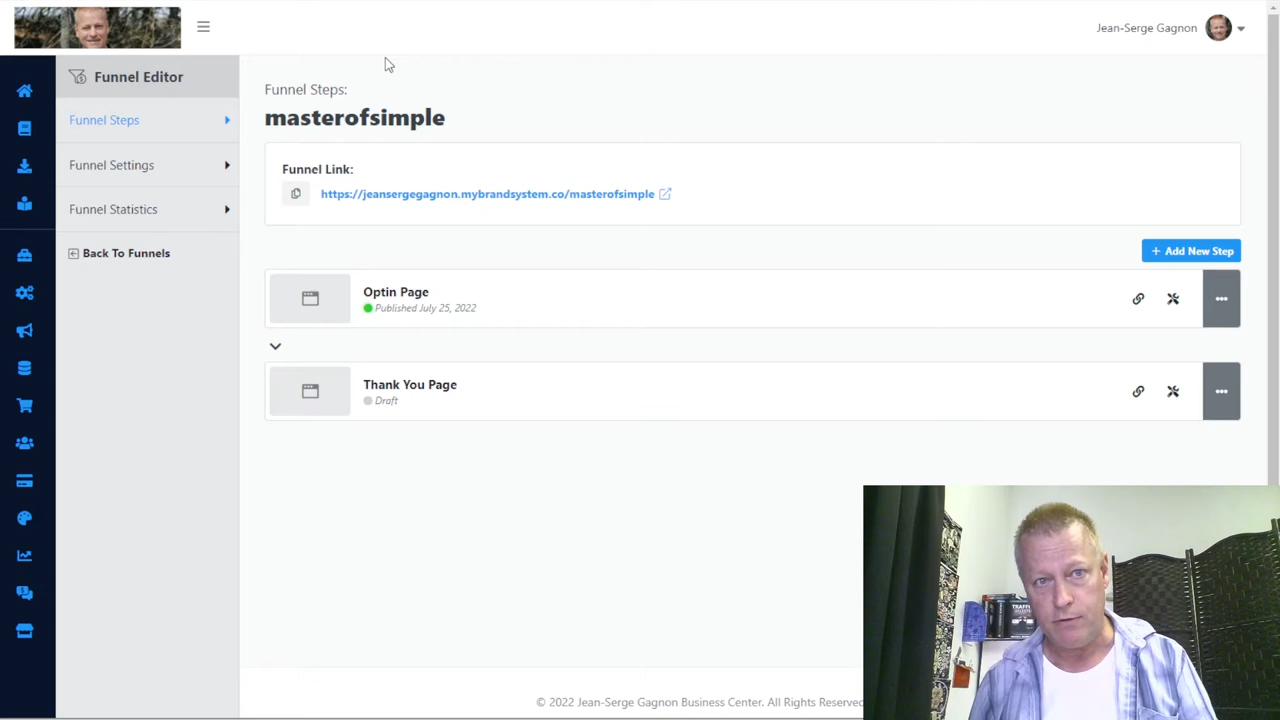 Jean-Serge Gagnon
Funnel Editor
Funnel Steps
Funnel Settings
Funnel Statistics
Back To Funnels
Funnel Steps:
masterofsimple
Funnel Link:
https://jeansergegagnon.mybrandsystem.co/masterofsimple
+ Add New Step
Optin Page
Published July 25, 2022
Thank You Page
Draft
© 2022 Jean-Serge Gagnon Business Center. All Rights Reserved
TRAFFIC